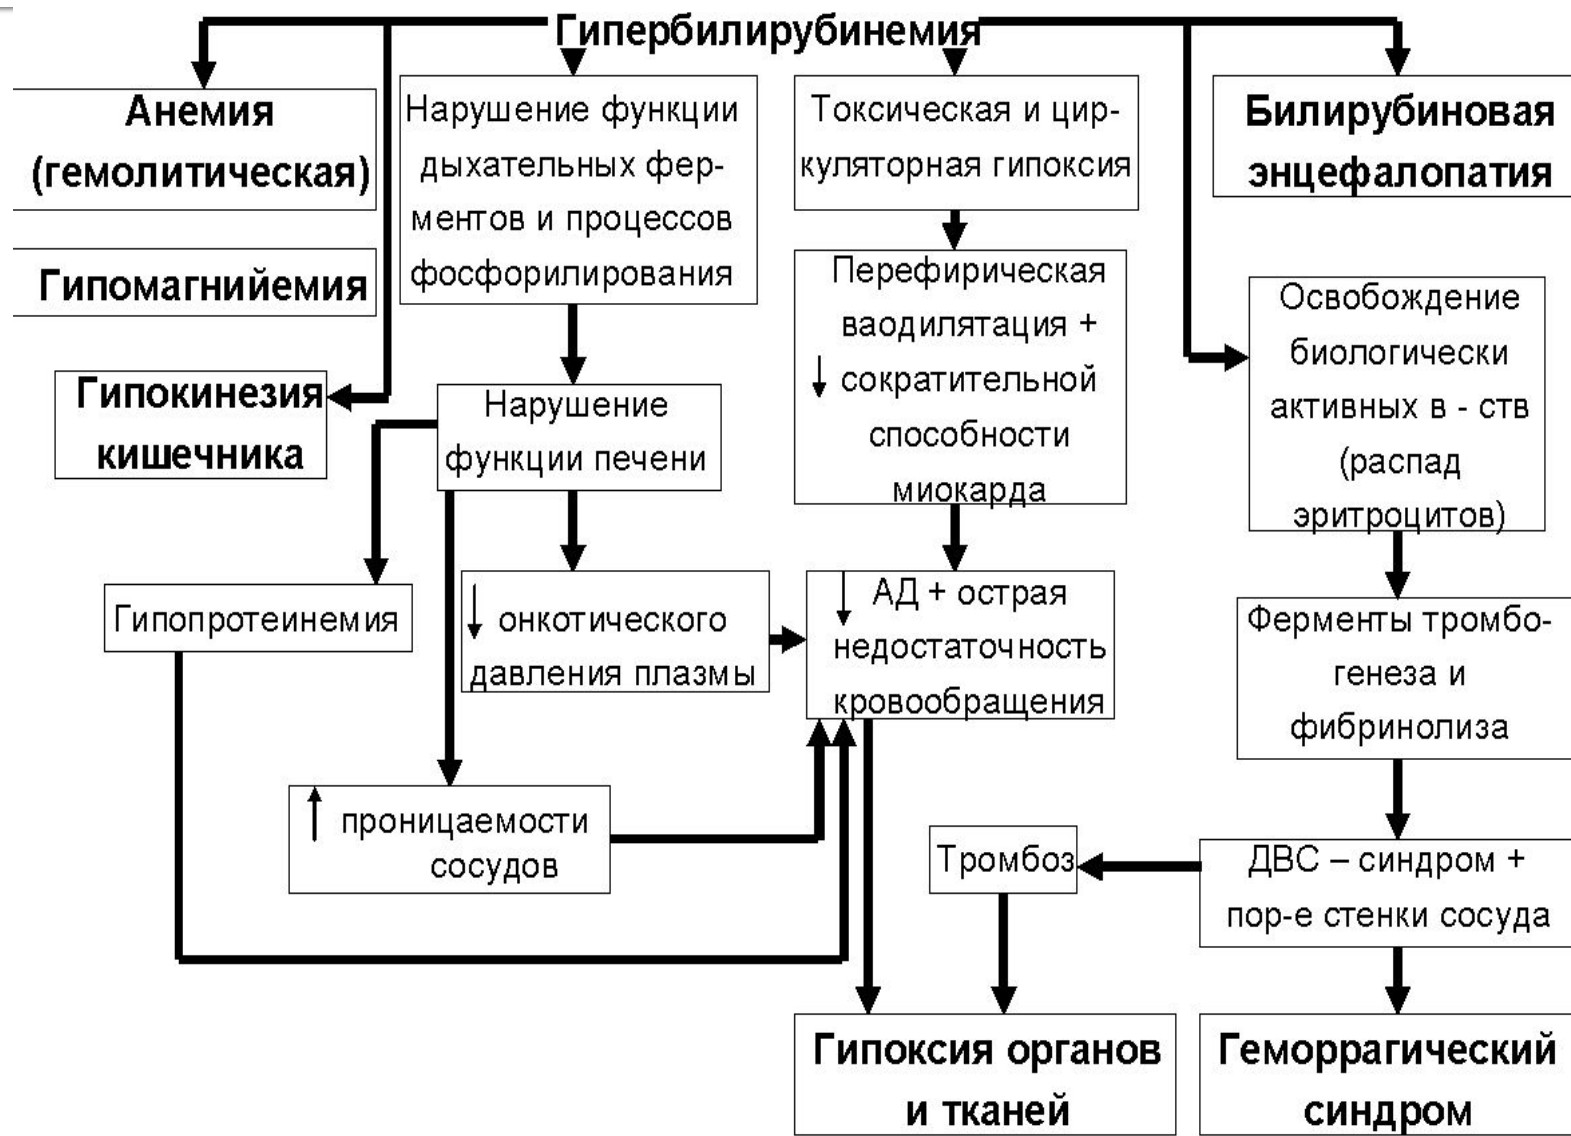 Гипербилирубинемия
Анемия
(гемолитическая)
Гипомагнийемия
Гипокинезия
кишечника
Нарушение функции
дыхательных фер-
ментов и процессов
фосфорилирования
Нарушение
функции печени
Гипопротеинемия
↓ онкотического
давления плазмы
↑ проницаемости
сосудов
Токсическая и цир-
куляторная гипоксия
Перефирическая
ваодилятация +
↓ сократительной
способности
миокарда
↓ АД + острая
недостаточность
кровообращения
Билирубиновая
энцефалопатия
Освобождение
биологически
активных в - ств
(распад
эритроцитов)
Ферменты тромбо-
генеза и
фибринолиза
ДВС – синдром +
пор-е стенки сосуда
Тромбоз
Гипоксия органов
и тканей
Геморрагический
синдром